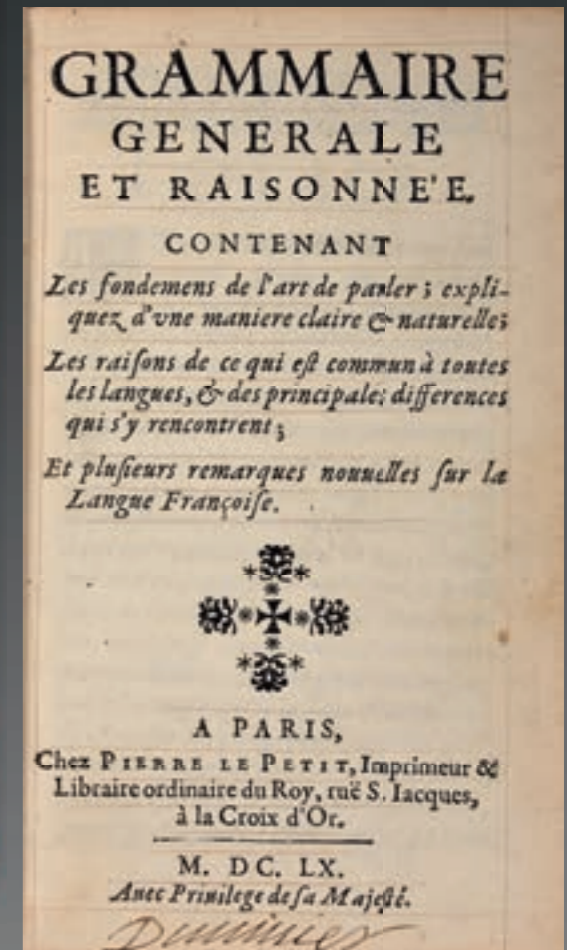 GRAMMAIRE
GENERALE
ET RAISONNE'E.
CONTENANT
Les fondemens de l'art de parler ; expli-
quez d'vne maniere claire & naturelle ;
Les raiſons de ce qui eſt commun à toutes
les langues, & des principales differences
qui s'y rencontrent ;
Et pluſieurs remarques nouuelles ſur la
Langue Françoiſe.
A PARIS,
Chez PIERRE LE PETIT, Imprimeur &
Libraire ordinaire du Roy, ruë S. Iacques,
à la Croix d'Or.
M. DC. LX.
Auec Priuilege de ſa Majeſté.